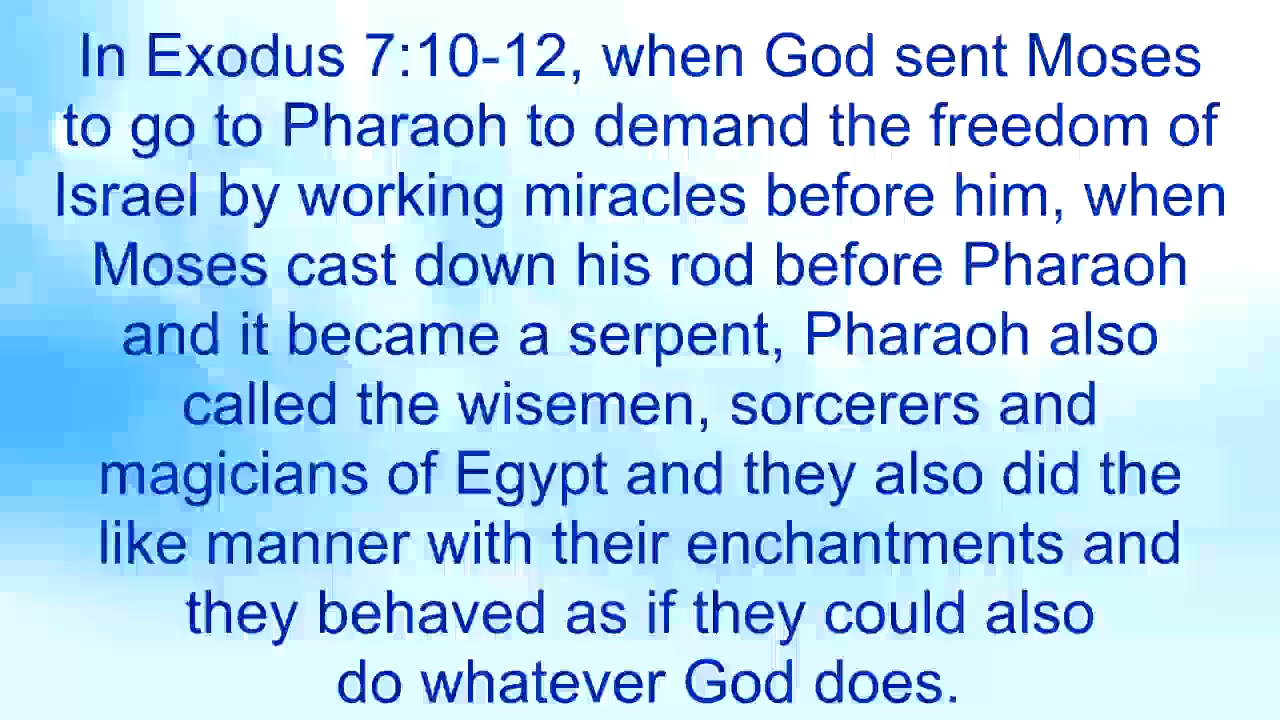 In Exodus 7:10-12, when God sent Moses
to go to Pharaoh to demand the freedom of
Israel by working miracles before him, when
Moses cast down his rod before Pharaoh
and it became a serpent, Pharaoh also
called the wisemen, sorcerers and
magicians of Egypt and they also did the
like manner with their enchantments and
they behaved as if they could also
do whatever God does.